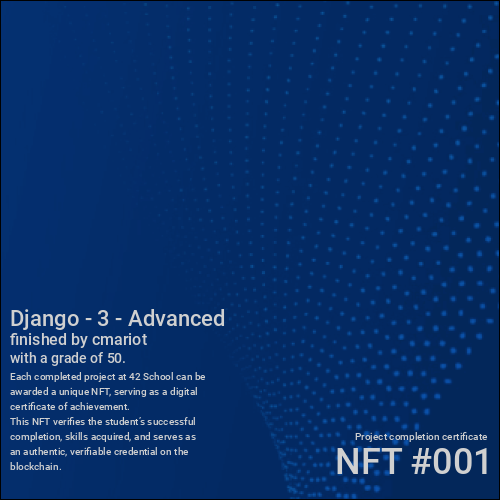 Django - 3 - Advanced
finished by cmariot
with a grade of 50.
Each completed project at 42 School can be
awarded a unique NFT, serving as a digital
certificate of achievement.
This NFT verifies the student's successful
completion, skills acquired, and serves as
an authentic, verifiable credential on the
blockchain.
Project completion certificate
NFT #001